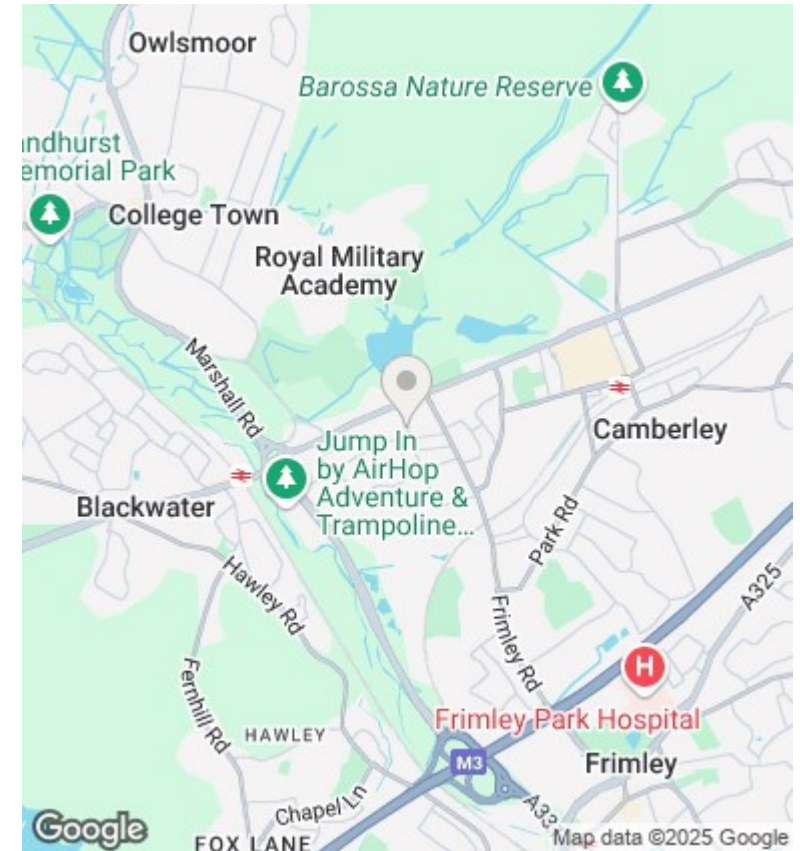 Owlsmoor
Barossa Nature Reserve
andhurst
emorial Park
College Town
Royal Military
Academy
Marshall Rd
Jump In
by AirHop
Adventure &
Trampoline...
Camberley
Blackwater
Park Rd
Hawley Rd
A325
Frimley Rd
Fernhill Rd
H
Frimley Park Hospital
HAWLEY
M3
Frimley
Chapel Ln
A33
Google
FOX LANE
Map data ©2025 Google